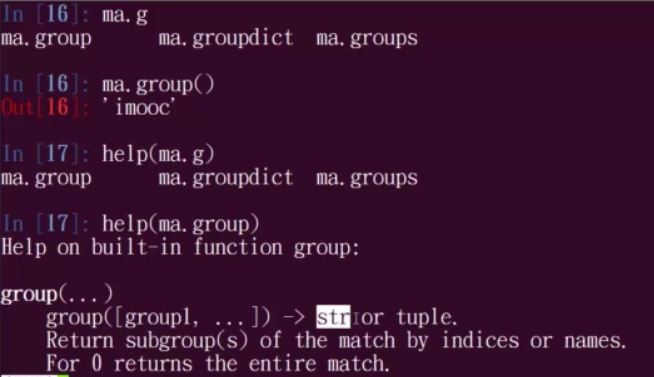 In [16]: ma.g
ma.group ma.groupdict ma.groups
In [16]: ma.group()
Out[16]: 'imooc'
In [17]: help(ma.g)
ma.group ma.groupdict ma.groups
In [17]: help(ma.group)
Help on built-in function group:
group(...)
group([group1, ...]) -> str or tuple.
Return subgroup(s) of the match by indices or names.
For 0 returns the entire match.